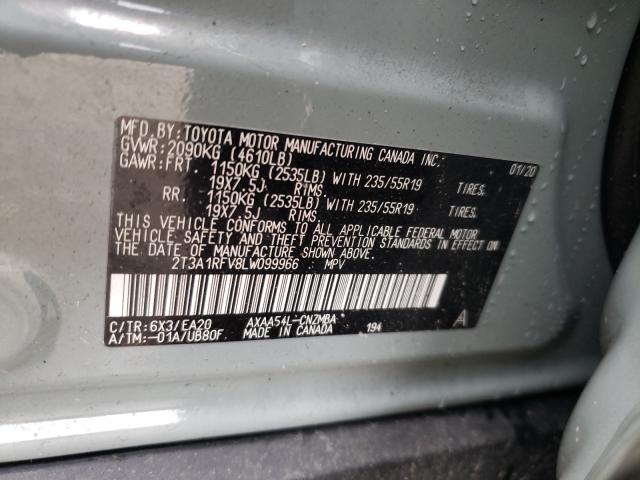 MFD. BY: TOYOTA MOTOR MANUFACTURING CANADA INC. 01/20
GVWR: 2090KG (4610LB)
GAWR: FRT 1150KG (2535LB) WITH 235/55R19 TIRES,
19X7.5J RIMS,
RR 1150KG (2535LB) WITH 235/55R19 TIRES,
19X7.5J RIMS,
THIS VEHICLE CONFORMS TO ALL APPLICABLE FEDERAL MOTOR
VEHICLE SAFETY AND THEFT PREVENTION STANDARDS IN EFFECT ON
THE DATE OF MANUFACTURE SHOWN ABOVE.
2T3A1RFV8LW099966 MPV
C/TR: 6X3/EA20 AXAA54L-CNZMBA 194 A
A/TM: -01A/UB80F MADE IN CANADA